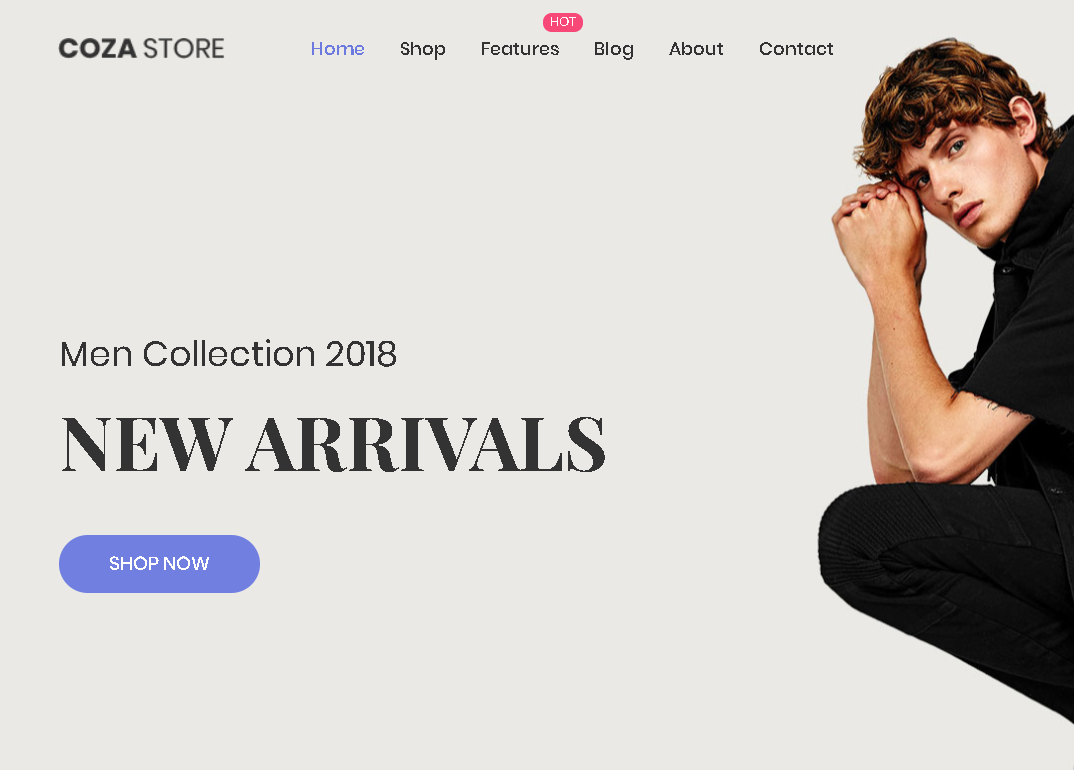 HOT
COZA STORE Home Shop Features Blog About Contact
Men Collection 2018
NEW ARRIVALS
SHOP NOW